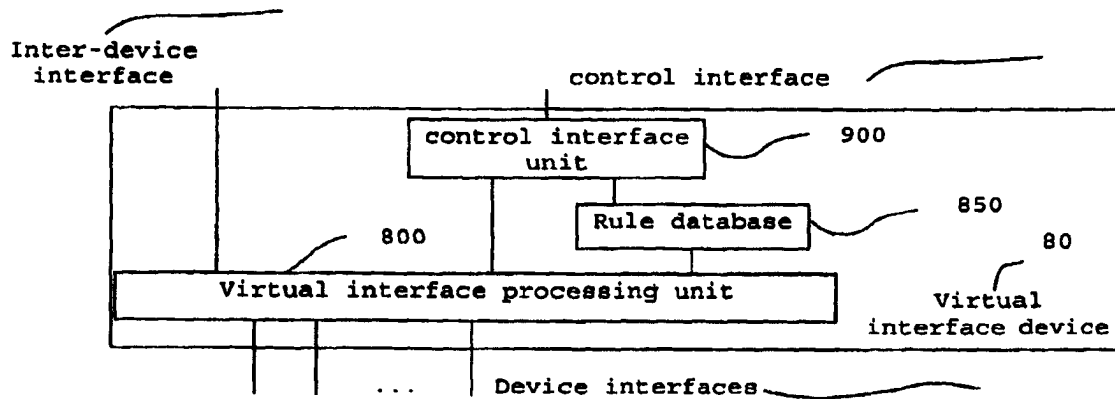 Inter-device
interface
control interface
control interface
unit
900
Rule database
850
800
80
Virtual interface processing unit
Virtual
interface device
... Device interfaces